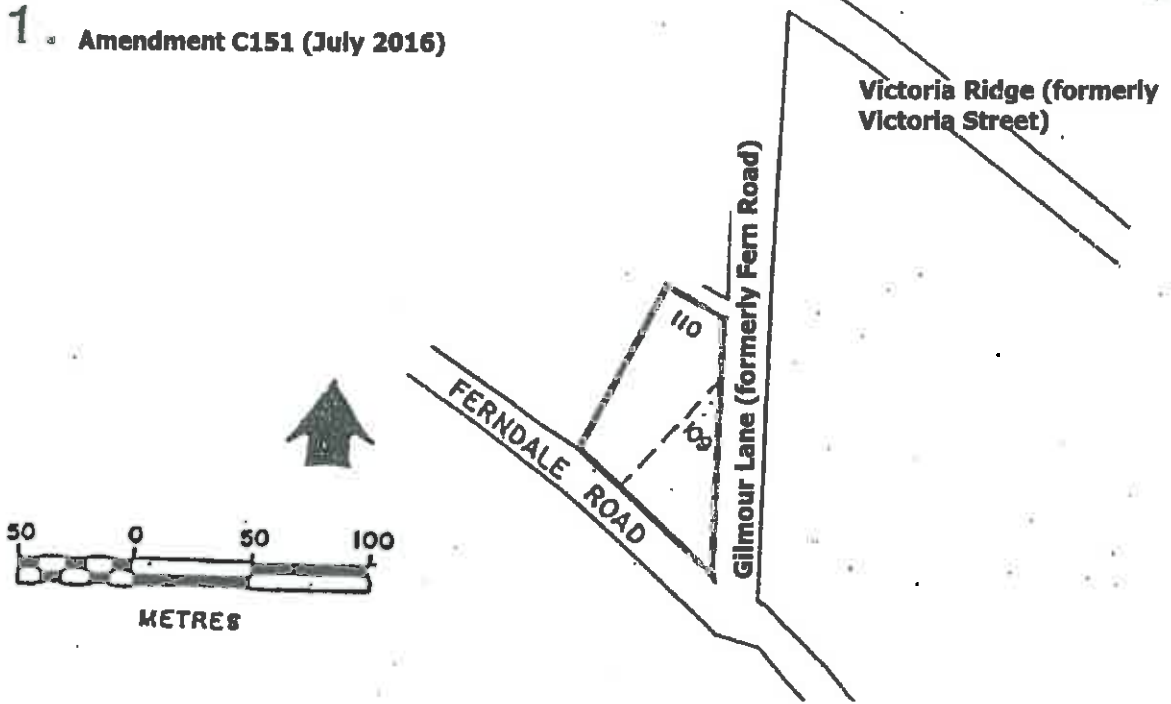 1. Amendment C151 (July 2016)
Victoria Ridge (formerly
Victoria Street)
Gilmour Lane (formerly Fern Road)
110
109
FERNDALE ROAD
50 0 50 100
METRES